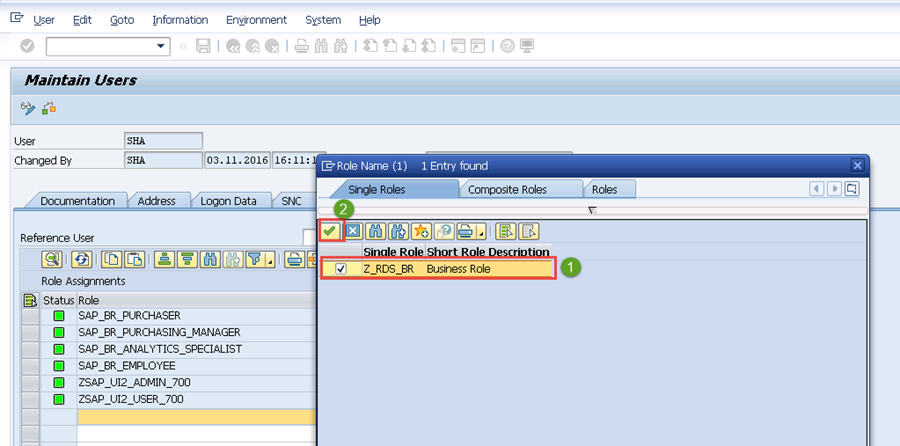 User Edit Goto Information Environment System Help
Maintain Users
User SHA
Changed By SHA 03.11.2016 16:11:1
Role Name (1) 1 Entry found
Single Roles Composite Roles Roles
Documentation Address Logon Data SNC
2
Reference User
Single Role Short Role Description
Z_RDS_BR Business Role 1
Role Assignments
Status Role
SAP_BR_PURCHASER
SAP_BR_PURCHASING_MANAGER
SAP_BR_ANALYTICS_SPECIALIST
SAP_BR_EMPLOYEE
ZSAP_UI2_ADMIN_700
ZSAP_UI2_USER_700